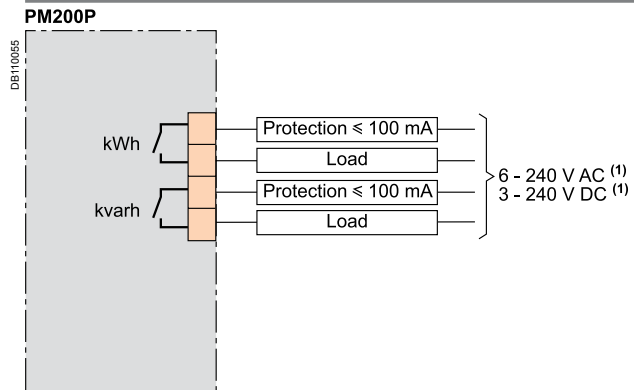 PM200P
DB110055
kWh
Protection ≤ 100 mA
Load
kvarh
Protection ≤ 100 mA
Load
6 - 240 V AC (1)
3 - 240 V DC (1)